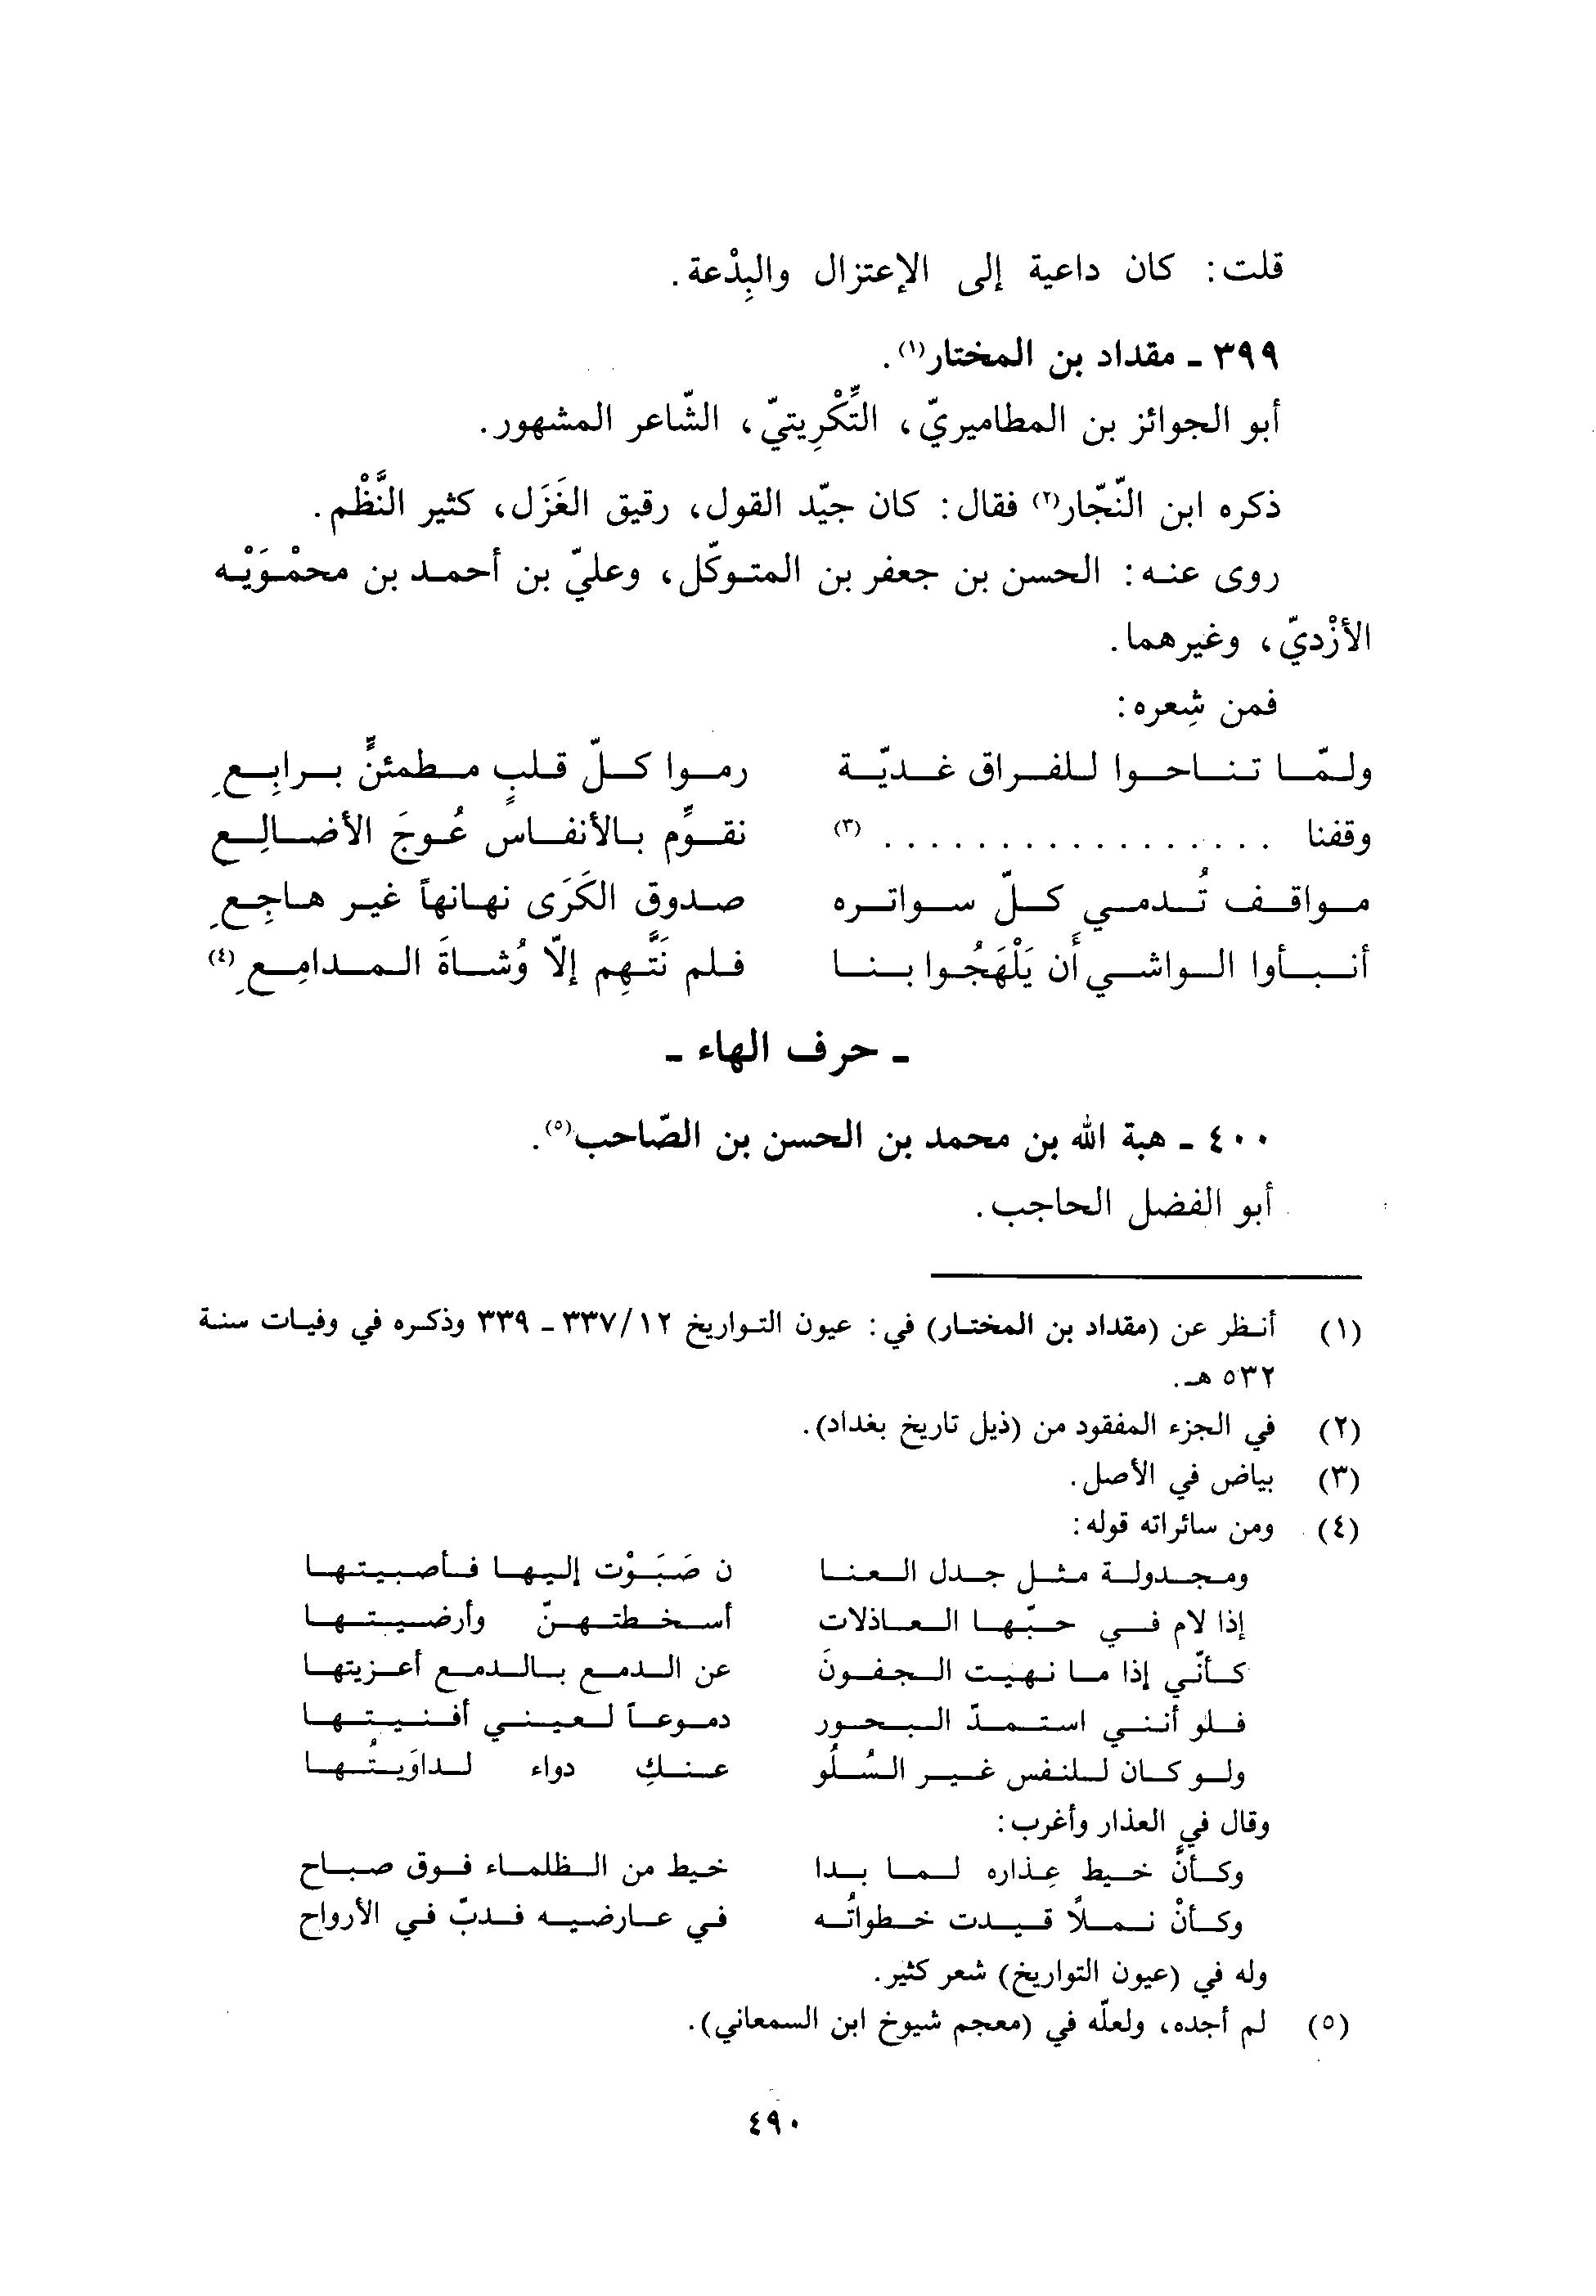 قلت: كان داعية إلى الإعتزال والبِدْعة.
٣٩٩ ـ مقداد بن المختار(١).
أبو الجوائز بن المطاميريّ، التِّكْرِيتيّ، الشّاعر المشهور.
ذكره ابن النّجّار(٢) فقال: كان جيّد القول، رقيق الغَزَل، كثير النَّظْم.
روى عنه: الحسن بن جعفر بن المتوكّل، وعليّ بن أحمد بن محمْوَيْه
الأزْديّ، وغيرهما.
فمن شِعره:
ولمّا تناحوا للفراق غديّة رموا كلّ قلبٍ مطمئنٍّ برابِعِ
وقفنا . . . . . . . . . . . . . . . . . (٣) نقوِّم بالأنفاس عُوجَ الأضالِعِ
مواقف تُدمي كلّ سواتره صدوق الكَرَى نهانهاً غير هاجِعِ
أنبأوا الواشي أَن يَلْهَجُوا بنا فلم نَتَّهِم إلّا وُشاةَ المدامِعِ(٤)
ـ حرف الهاء ـ
٤٠٠ ـ هبة الله بن محمد بن الحسن بن الصّاحب(٥).
أبو الفضل الحاجب.
(١) أنظر عن (مقداد بن المختار) في: عيون التواريخ ١٢/ ٣٣٧ ـ ٣٣٩ وذكره في وفيات سنة
٥٣٢ هـ.
(٢) في الجزء المفقود من (ذيل تاريخ بغداد).
(٣) بياض في الأصل.
(٤) ومن سائراته قوله:
ومجدولة مثل جدل العنا ن صَبَوْت إليها فأصبيتها
إذا لام في حبّها العاذلات أسخطتهنّ وأرضيتها
كأنّي إذا ما نهيت الجفونَ عن الدمع بالدمع أعزيتها
فلو أنني استمدّ البحور دموعاً لعيني أفنيتها
ولو كان للنفس غير السُلُو عنكِ دواء لداوَيتُها
وقال في العذار وأغرب:
وكأنَّ خيط عِذاره لما بدا خيط من الظلماء فوق صباح
وكأنْ نملاً قيدت خطواتُه في عارضيه فدبّ في الأرواح
وله في (عيون التواريخ) شعر كثير.
(٥) لم أجده، ولعلّه في (معجم شيوخ ابن السمعاني).
٤٩٠